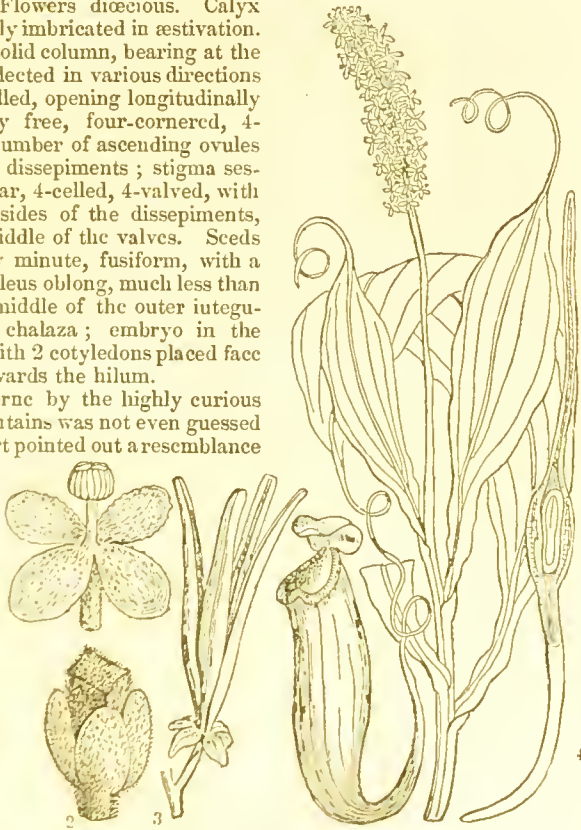 Flowers diœcious. Calyx
ly imbricated in æstivation.
olid column, bearing at the
lected in various directions
lled, opening longitudinally
y free, four-cornered, 4-
umber of ascending ovules
dissepiments ; stigma ses-
ar, 4-celled, 4-valved, with
sides of the dissepiments,
iddle of the valves. Seeds
minute, fusiform, with a
leus oblong, much less than
niddle of the outer iutegu-
chalaza ; embryo in the
ith 2 cotyledons placed face
vards the hilum.
rne by the highly curious
ntains was not even guessed
rt pointed out a resemblance
2
3